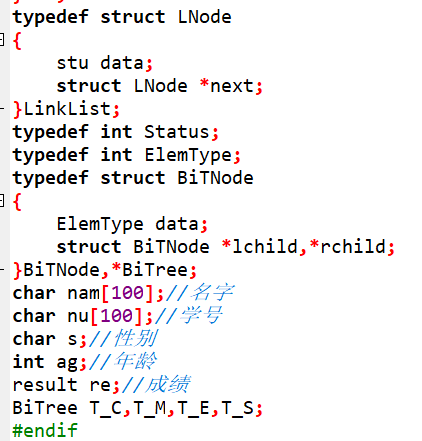 typedef struct LNode
{
    stu data;
    struct LNode *next;
}LinkList;
typedef int Status;
typedef int ElemType;
typedef struct BiTNode
{
    ElemType data;
    struct BiTNode *lchild,*rchild;
}BiTNode,*BiTree;
char nam[100];//名字
char nu[100];//学号
char s;//性别
int ag;//年龄
result re;//成绩
BiTree T_C,T_M,T_E,T_S;
#endif